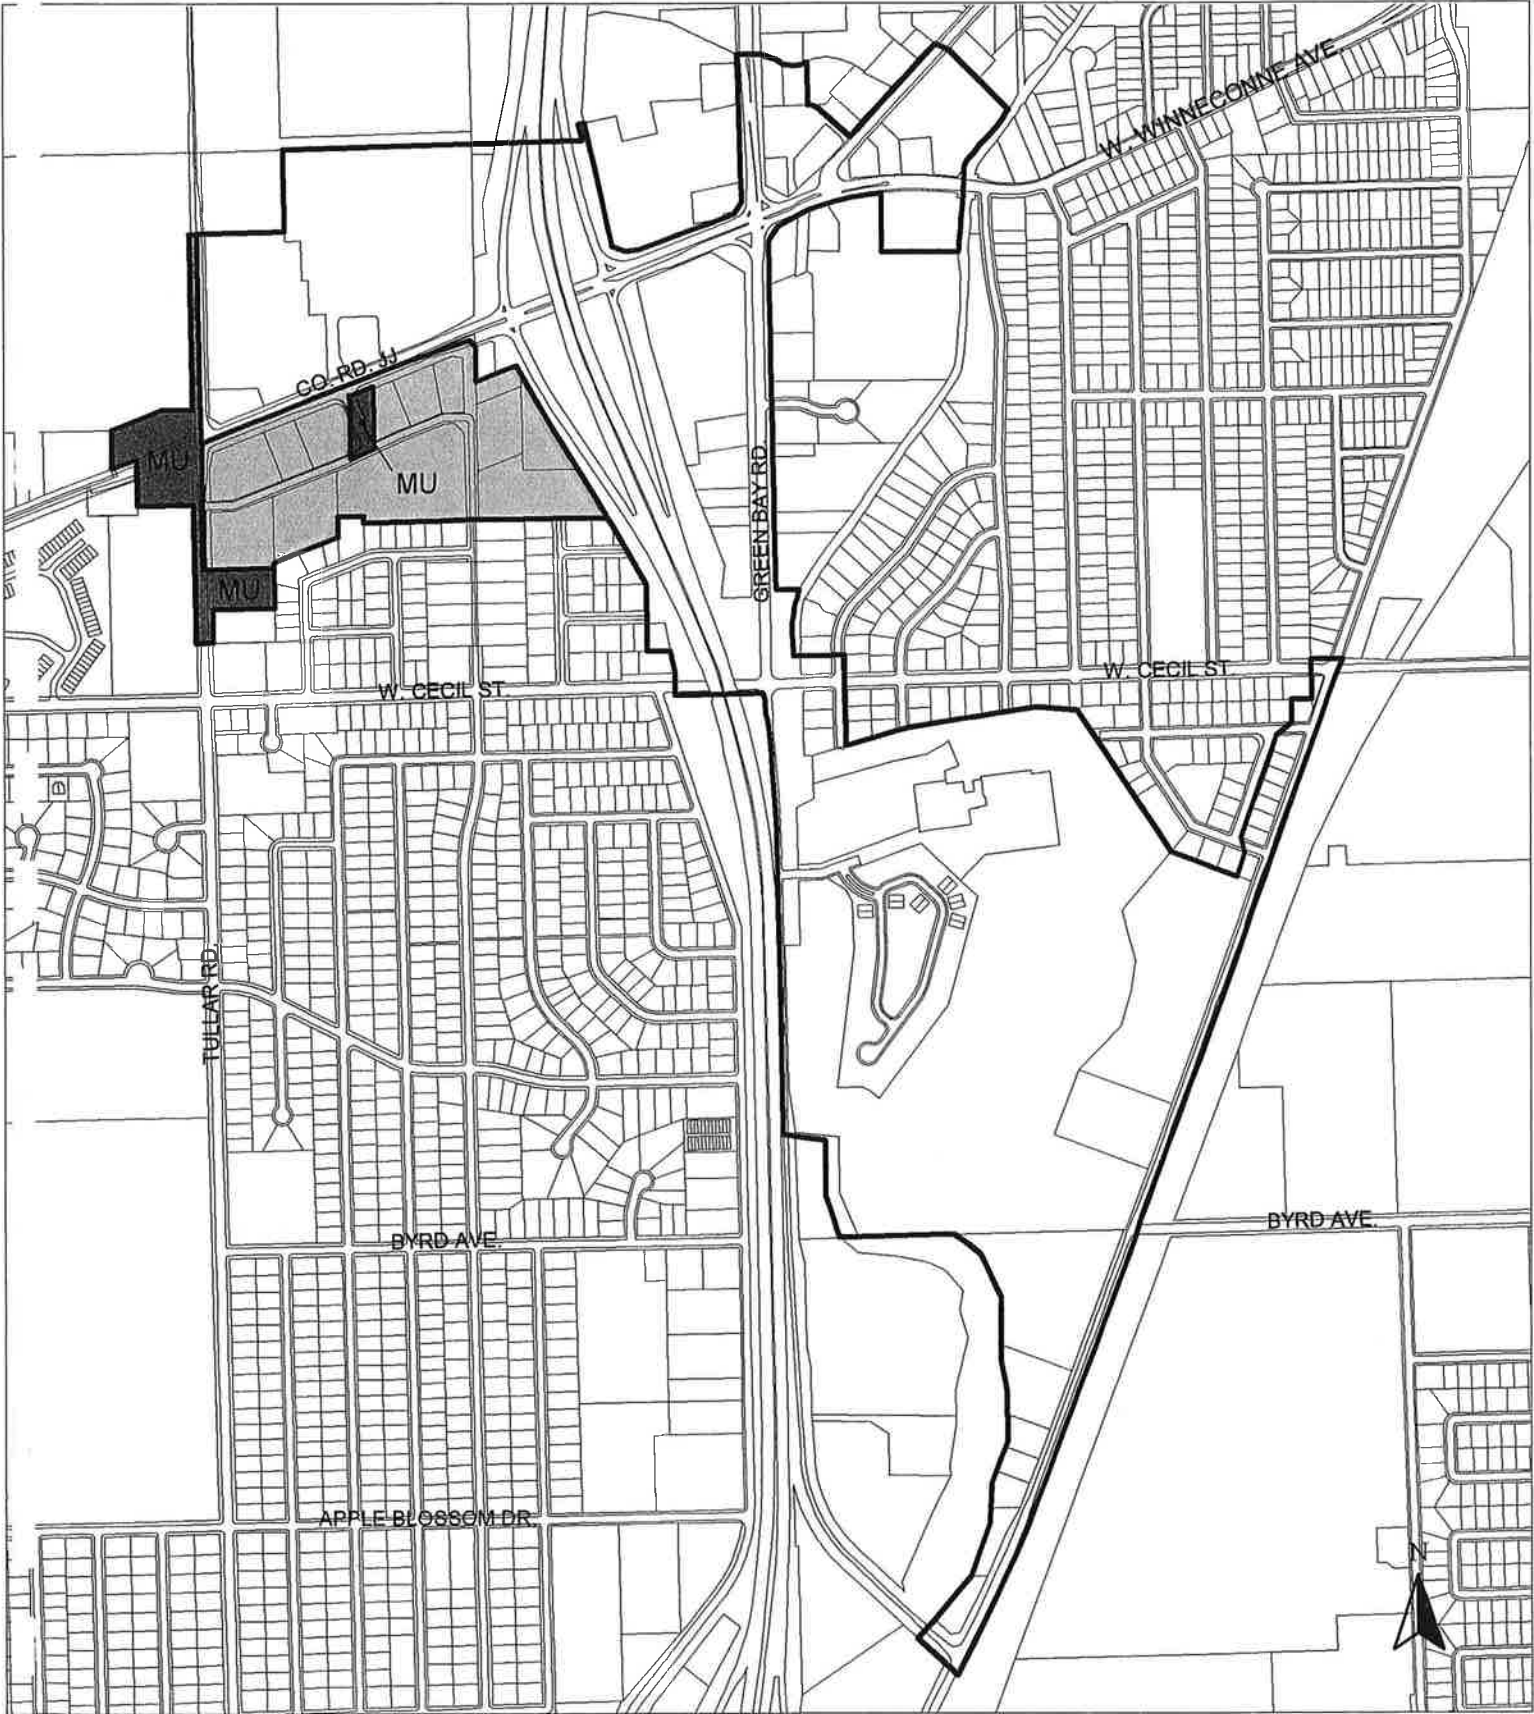 W. WINNECONNE AVE.
CO. RD. JJ
MU
MU
GREEN BAY RD.
MU
W. CECIL ST.
W. CECIL ST.
TULLAR RD.
BYRD AVE.
BYRD AVE.
APPLE BLOSSOM DR.
N